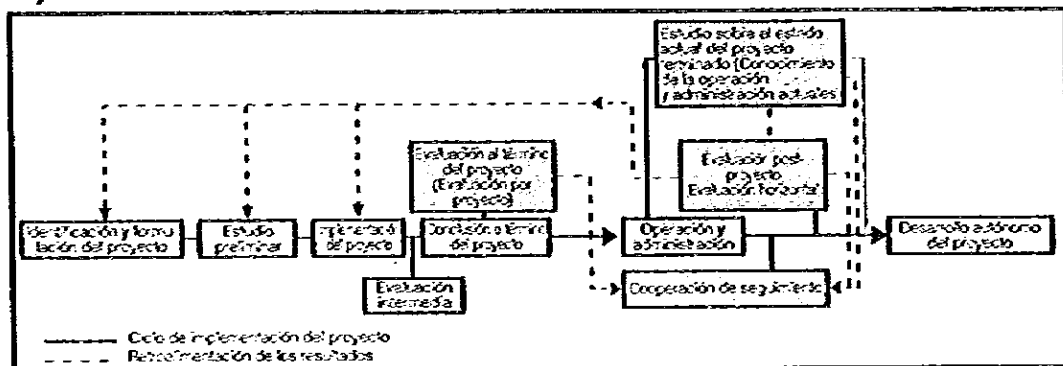 Estudio sobre el estado
actual del proyecto
terminado (Conocimiento
de la operación
y administración actuales)
Evaluación al término
del proyecto
(Evaluación por
proyecto)
Evaluación post-
proyecto
Evaluación horizontal
Identificación y formu-
lación del proyecto
Estudio
preliminar
Implementación
del proyecto
Conclusión o término
del proyecto
Operación y
administración
Desarrollo autónomo
del proyecto
Evaluación
intermedia
Cooperación de seguimiento
Ciclo de implementación del proyecto
Retroalimentación de los resultados